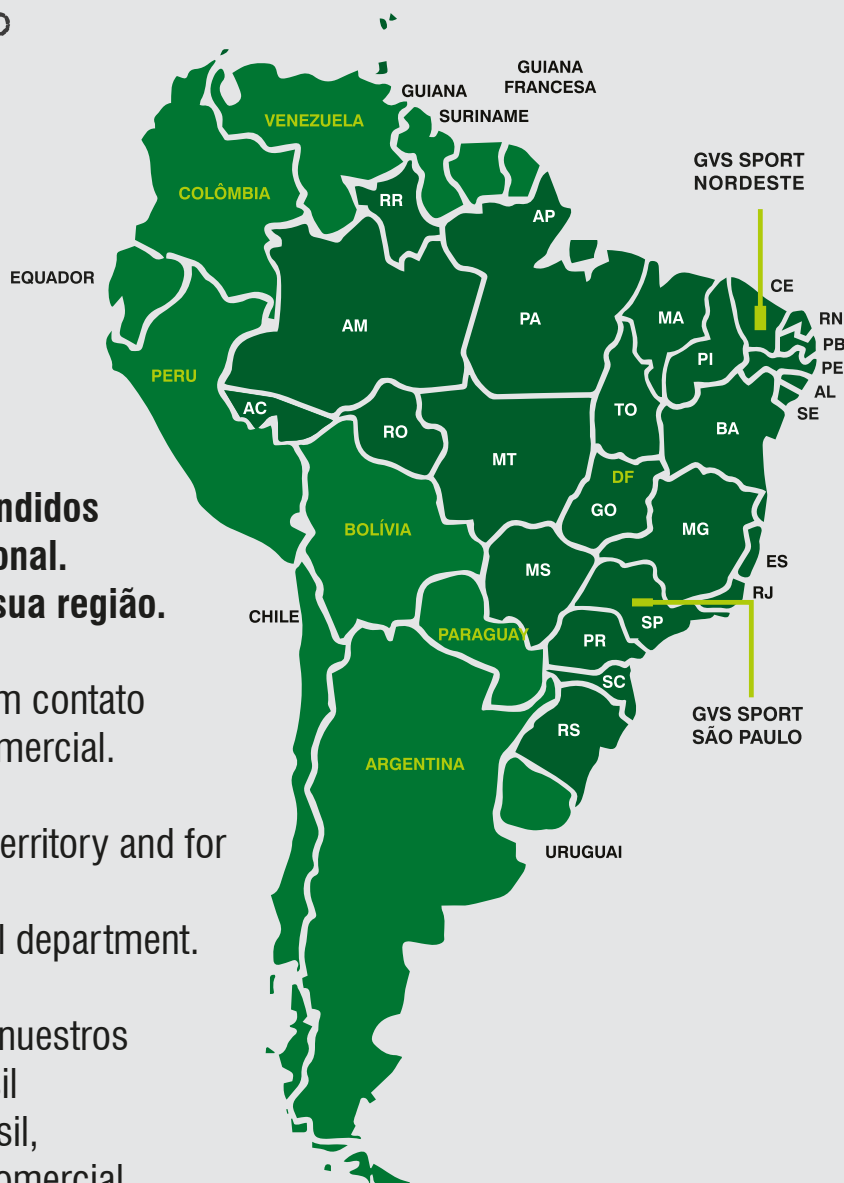 GUIANA
FRANCESA
GUIANA
SURINAME
VENEZUELA
GVS SPORT
NORDESTE
COLÔMBIA
RR
AP
EQUADOR
CE
AM
PA
MA
RN
PB
PI
PE
PERU
AL
AC
TO
SE
RO
BA
MT
DF
ndidos
GO
BOLÍVIA
MG
onal.
ES
MS
RJ
sua região.
CHILE
SP
PARAGUAY
PR
SC
m contato
GVS SPORT
SÃO PAULO
RS
mercial.
ARGENTINA
erritory and for
URUGUAI
l department.
nuestros
il
sil,
omercial